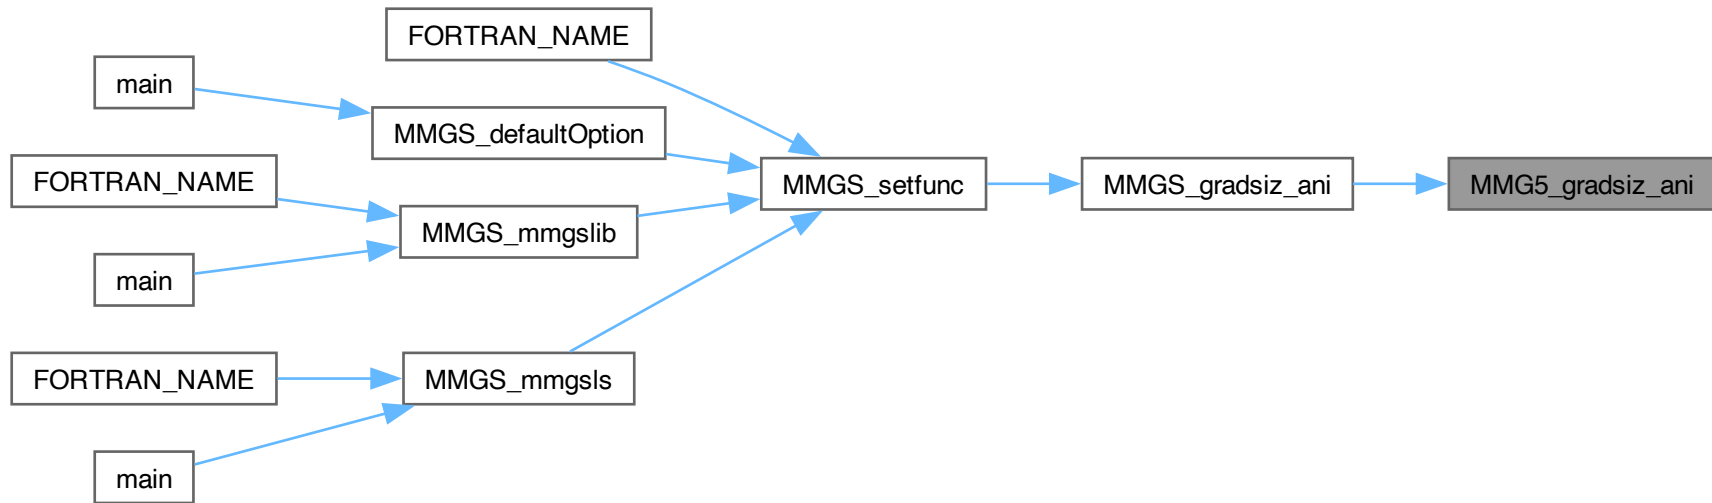 FORTRAN_NAME
main
MMGS_defaultOption
FORTRAN_NAME
MMGS_setfunc
MMGS_gradsiz_ani
MMG5_gradsiz_ani
MMGS_mmgslib
main
FORTRAN_NAME
MMGS_mmgsls
main